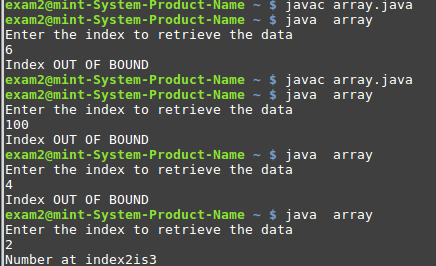 exam2@mint-System-Product-Name ~ $ javac array.java
exam2@mint-System-Product-Name ~ $ java  array
Enter the index to retrieve the data
6
Index OUT OF BOUND
exam2@mint-System-Product-Name ~ $ javac array.java
exam2@mint-System-Product-Name ~ $ java  array
Enter the index to retrieve the data
100
Index OUT OF BOUND
exam2@mint-System-Product-Name ~ $ java  array
Enter the index to retrieve the data
4
Index OUT OF BOUND
exam2@mint-System-Product-Name ~ $ java  array
Enter the index to retrieve the data
2
Number at index2is3